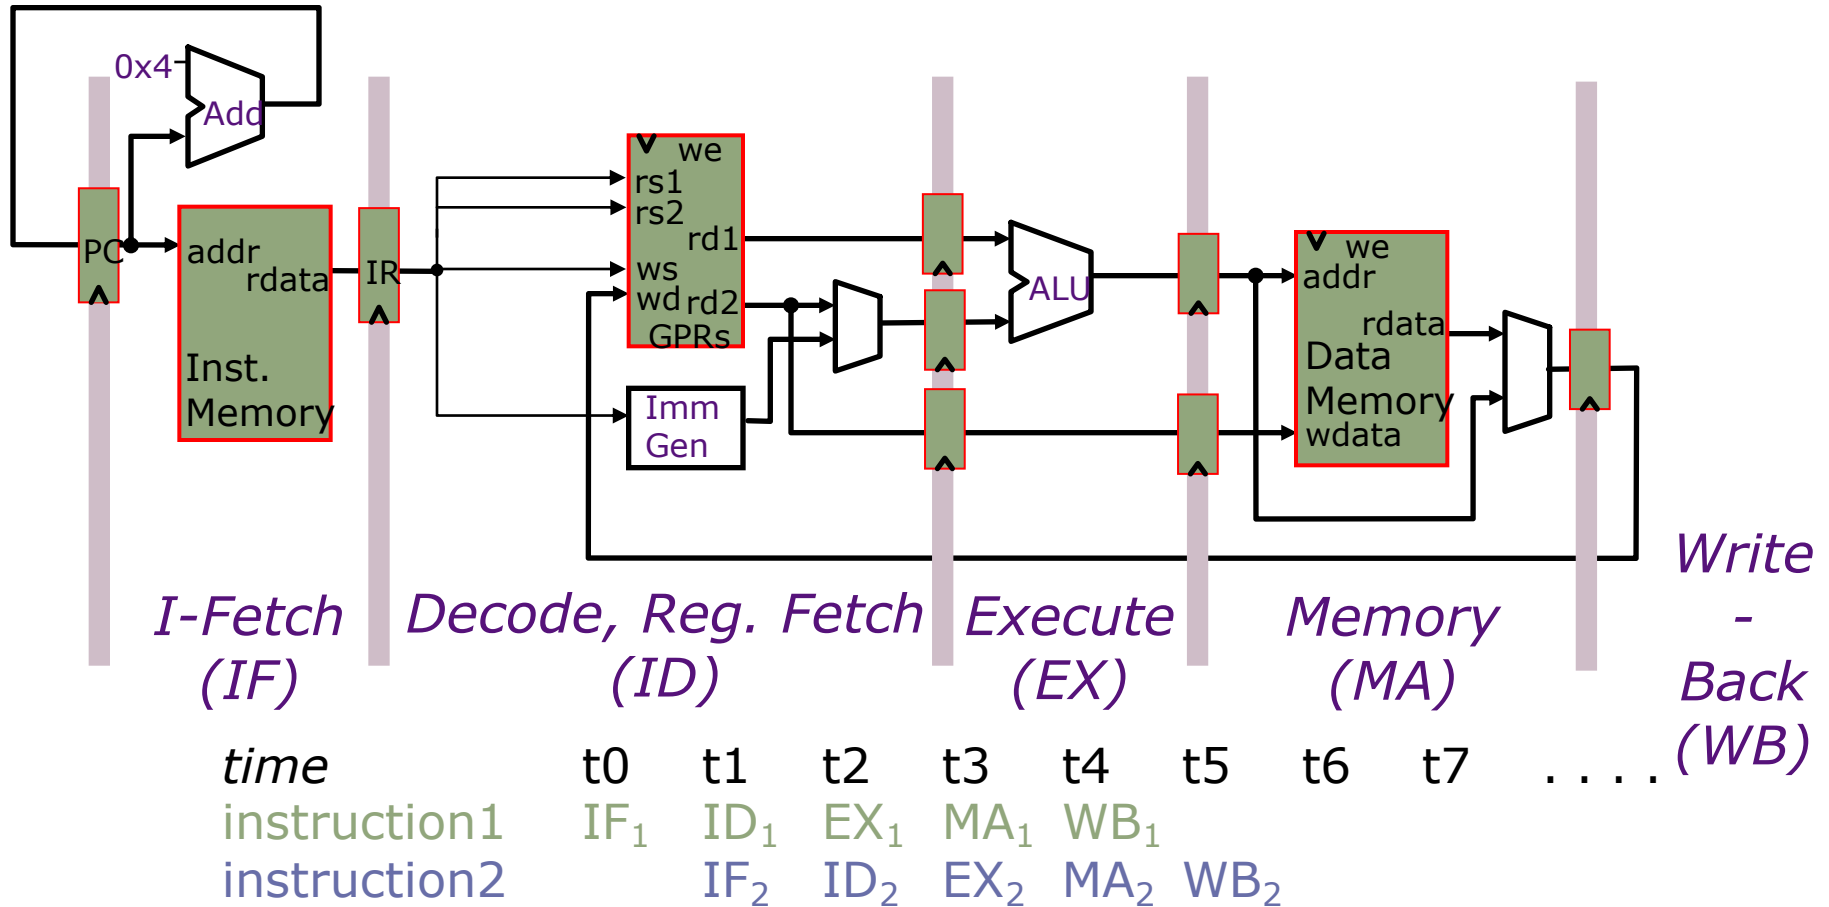 0x4
Add
PC
addr
rdata
Inst.
Memory
IR
we
rs1
rs2
rd1
ws
wd rd2
GPRs
Imm
Gen
ALU
we
addr
rdata
Data
Memory
wdata
I-Fetch
(IF)
Decode, Reg. Fetch
(ID)
Execute
(EX)
Memory
(MA)
Write
-
Back
(WB)
time t0 t1 t2 t3 t4 t5 t6 t7 . . . .
instruction1 IF₁ ID₁ EX₁ MA₁ WB₁
instruction2 IF₂ ID₂ EX₂ MA₂ WB₂